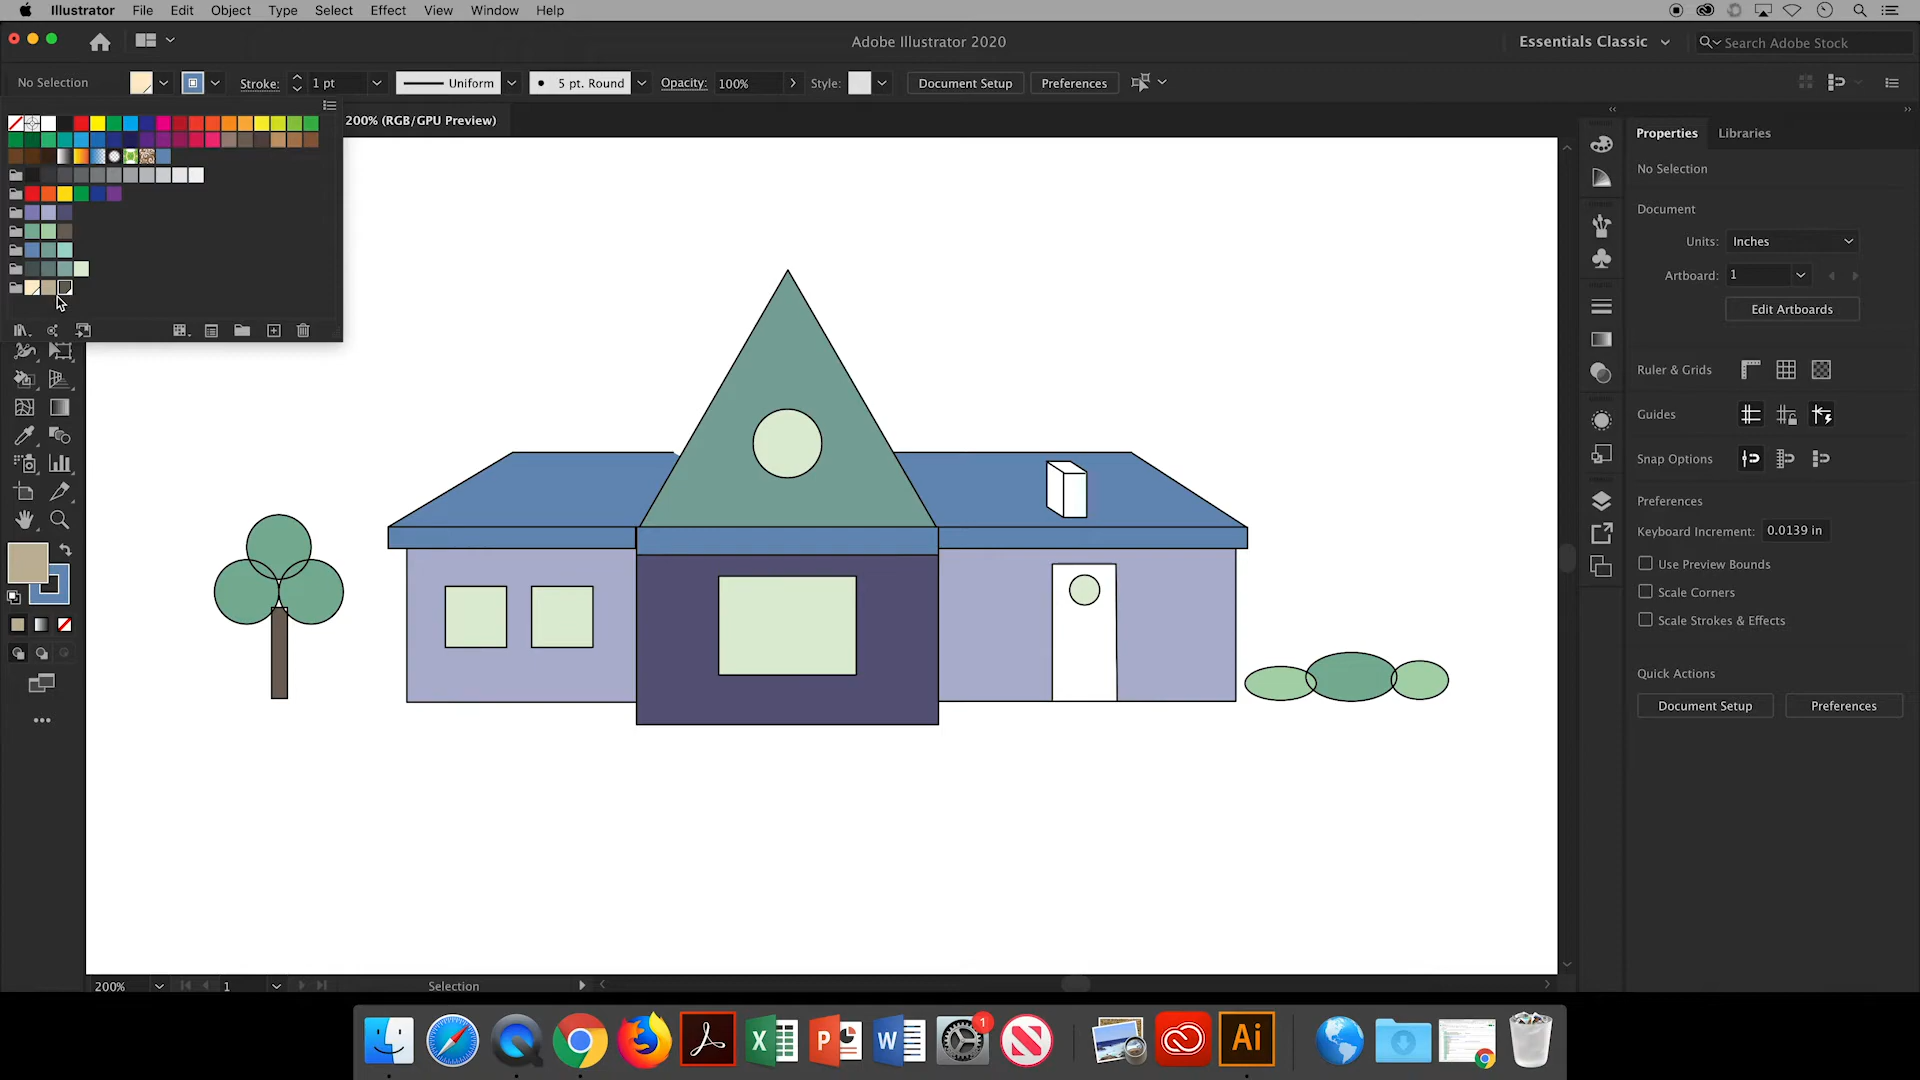 Illustrator File Edit Object Type Select Effect View Window Help
Adobe Illustrator 2020
Essentials Classic
Search Adobe Stock
No Selection
Stroke: 1 pt
Uniform
5 pt. Round
Opacity: 100%
Style:
Document Setup
Preferences
200% (RGB/GPU Preview)
Properties
Libraries
No Selection
Document
Units: Inches
Artboard: 1
Edit Artboards
Ruler & Grids
Guides
Snap Options
Preferences
Keyboard Increment: 0.0139 in
Use Preview Bounds
Scale Corners
Scale Strokes & Effects
Quick Actions
Document Setup
Preferences
200%
1
Selection
X
P
W
1
N
Ai